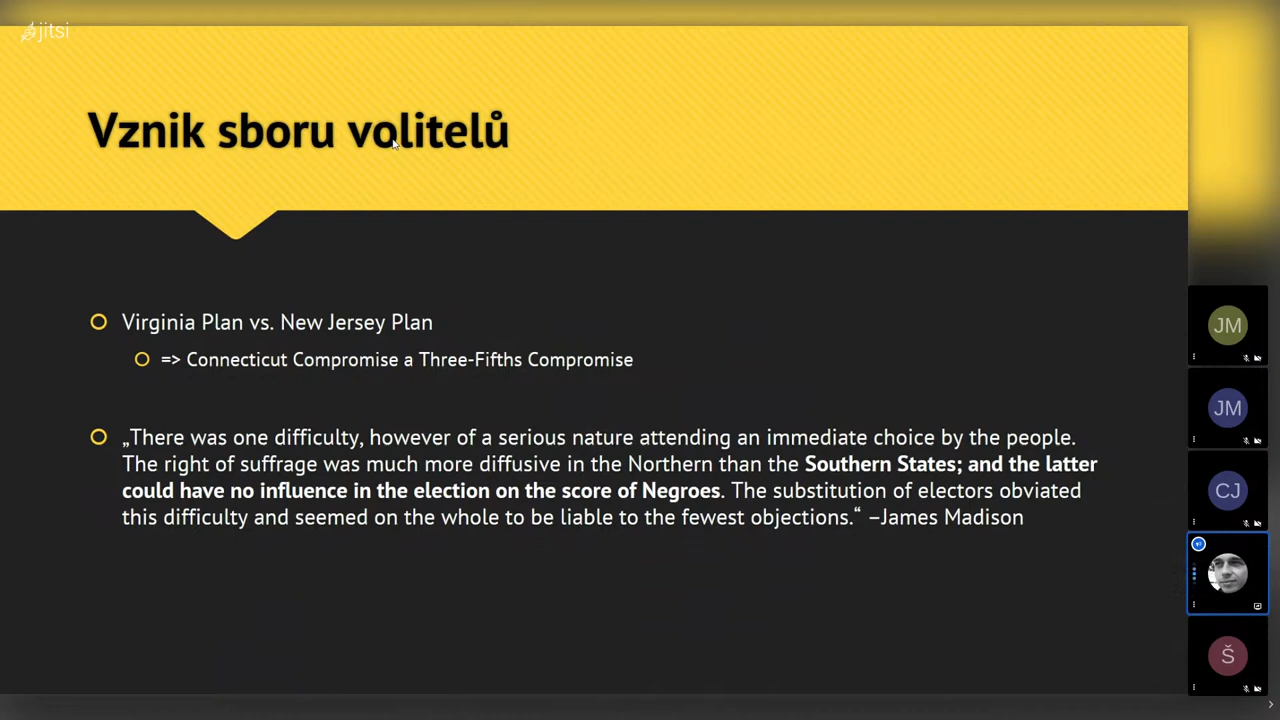 jitsi
Vznik sboru volitelů
Virginia Plan vs. New Jersey Plan
=> Connecticut Compromise a Three-Fifths Compromise
„There was one difficulty, however of a serious nature attending an immediate choice by the people.
The right of suffrage was much more diffusive in the Northern than the Southern States; and the latter
could have no influence in the election on the score of Negroes. The substitution of electors obviated
this difficulty and seemed on the whole to be liable to the fewest objections.“ –James Madison
JM
JM
CJ
Š